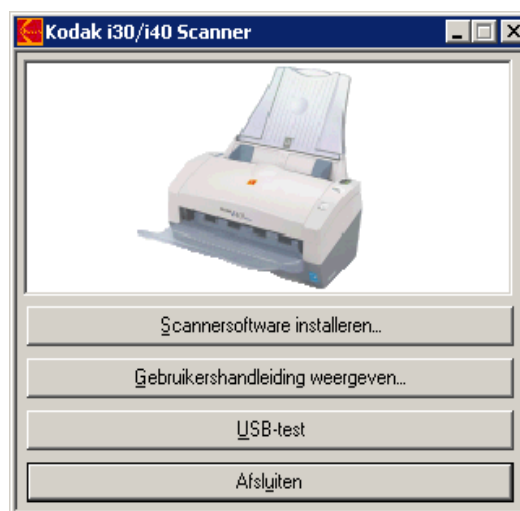 Kodak i30/i40 Scanner
Scannersoftware installeren...
Gebruikershandleiding weergeven...
USB-test
Afsluiten